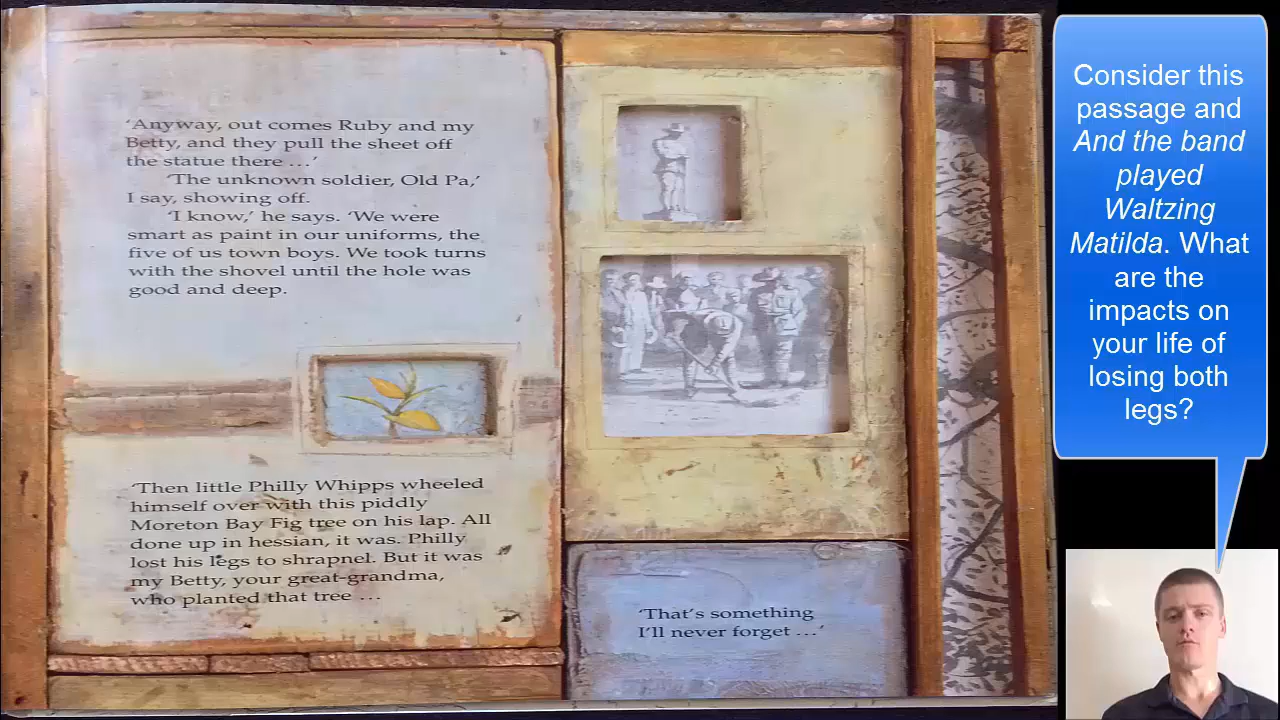 ‘Anyway, out comes Ruby and my
Betty, and they pull the sheet off
the statue there ...’
‘The unknown soldier, Old Pa,’
I say, showing off.
‘I know,’ he says. ‘We were
smart as paint in our uniforms, the
five of us town boys. We took turns
with the shovel until the hole was
good and deep.
‘Then little Philly Whipps wheeled
himself over with this piddly
Moreton Bay Fig tree on his lap. All
done up in hessian, it was. Philly
lost his legs to shrapnel. But it was
my Betty, your great-grandma,
who planted that tree ...
‘That’s something
I’ll never forget ...’
Consider this
passage and
And the band
played
Waltzing
Matilda. What
are the
impacts on
your life of
losing both
legs?